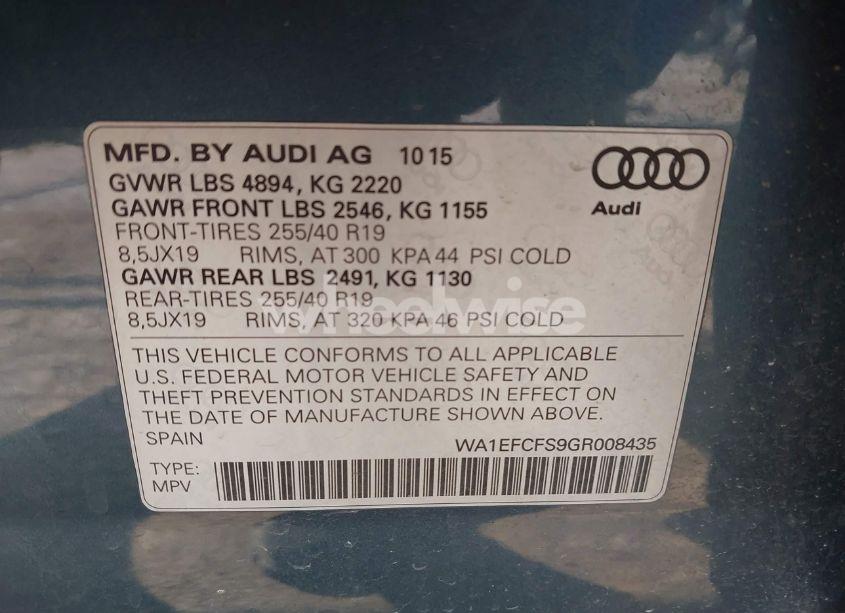 MFD. BY AUDI AG 10 15
GVWR LBS 4894, KG 2220
GAWR FRONT LBS 2546, KG 1155
FRONT-TIRES 255/40 R19
8,5JX19 RIMS, AT 300 KPA 44 PSI COLD
GAWR REAR LBS 2491, KG 1130
REAR-TIRES 255/40 R19
8,5JX19 RIMS, AT 320 KPA 46 PSI COLD
Audi
wheelwise
THIS VEHICLE CONFORMS TO ALL APPLICABLE
U.S. FEDERAL MOTOR VEHICLE SAFETY AND
THEFT PREVENTION STANDARDS IN EFFECT ON
THE DATE OF MANUFACTURE SHOWN ABOVE.
SPAIN WA1EFCFS9GR008435
TYPE:
MPV